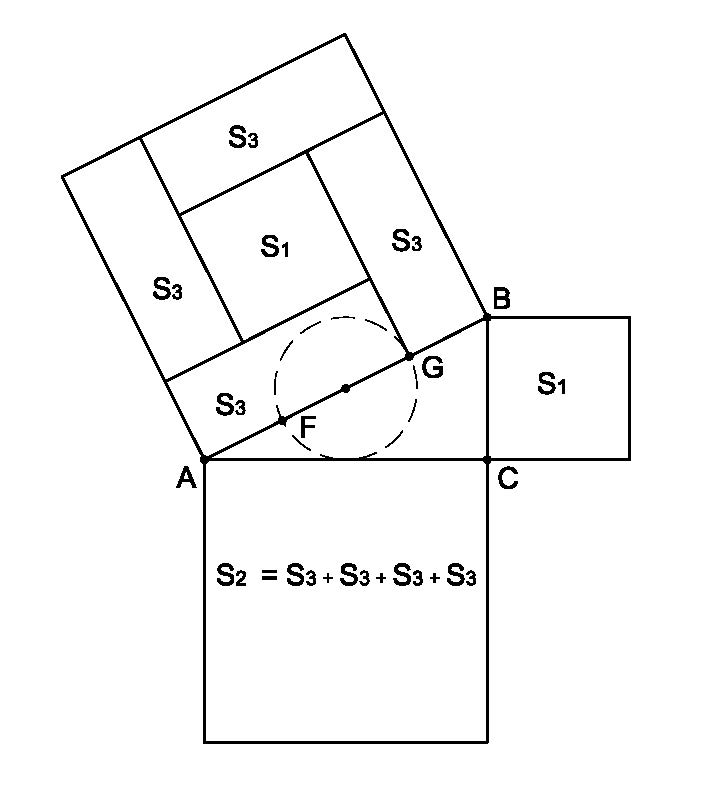 S3
S1
S3
S3
B
G
S1
S3
F
A
C
S2 = S3 + S3 + S3 + S3